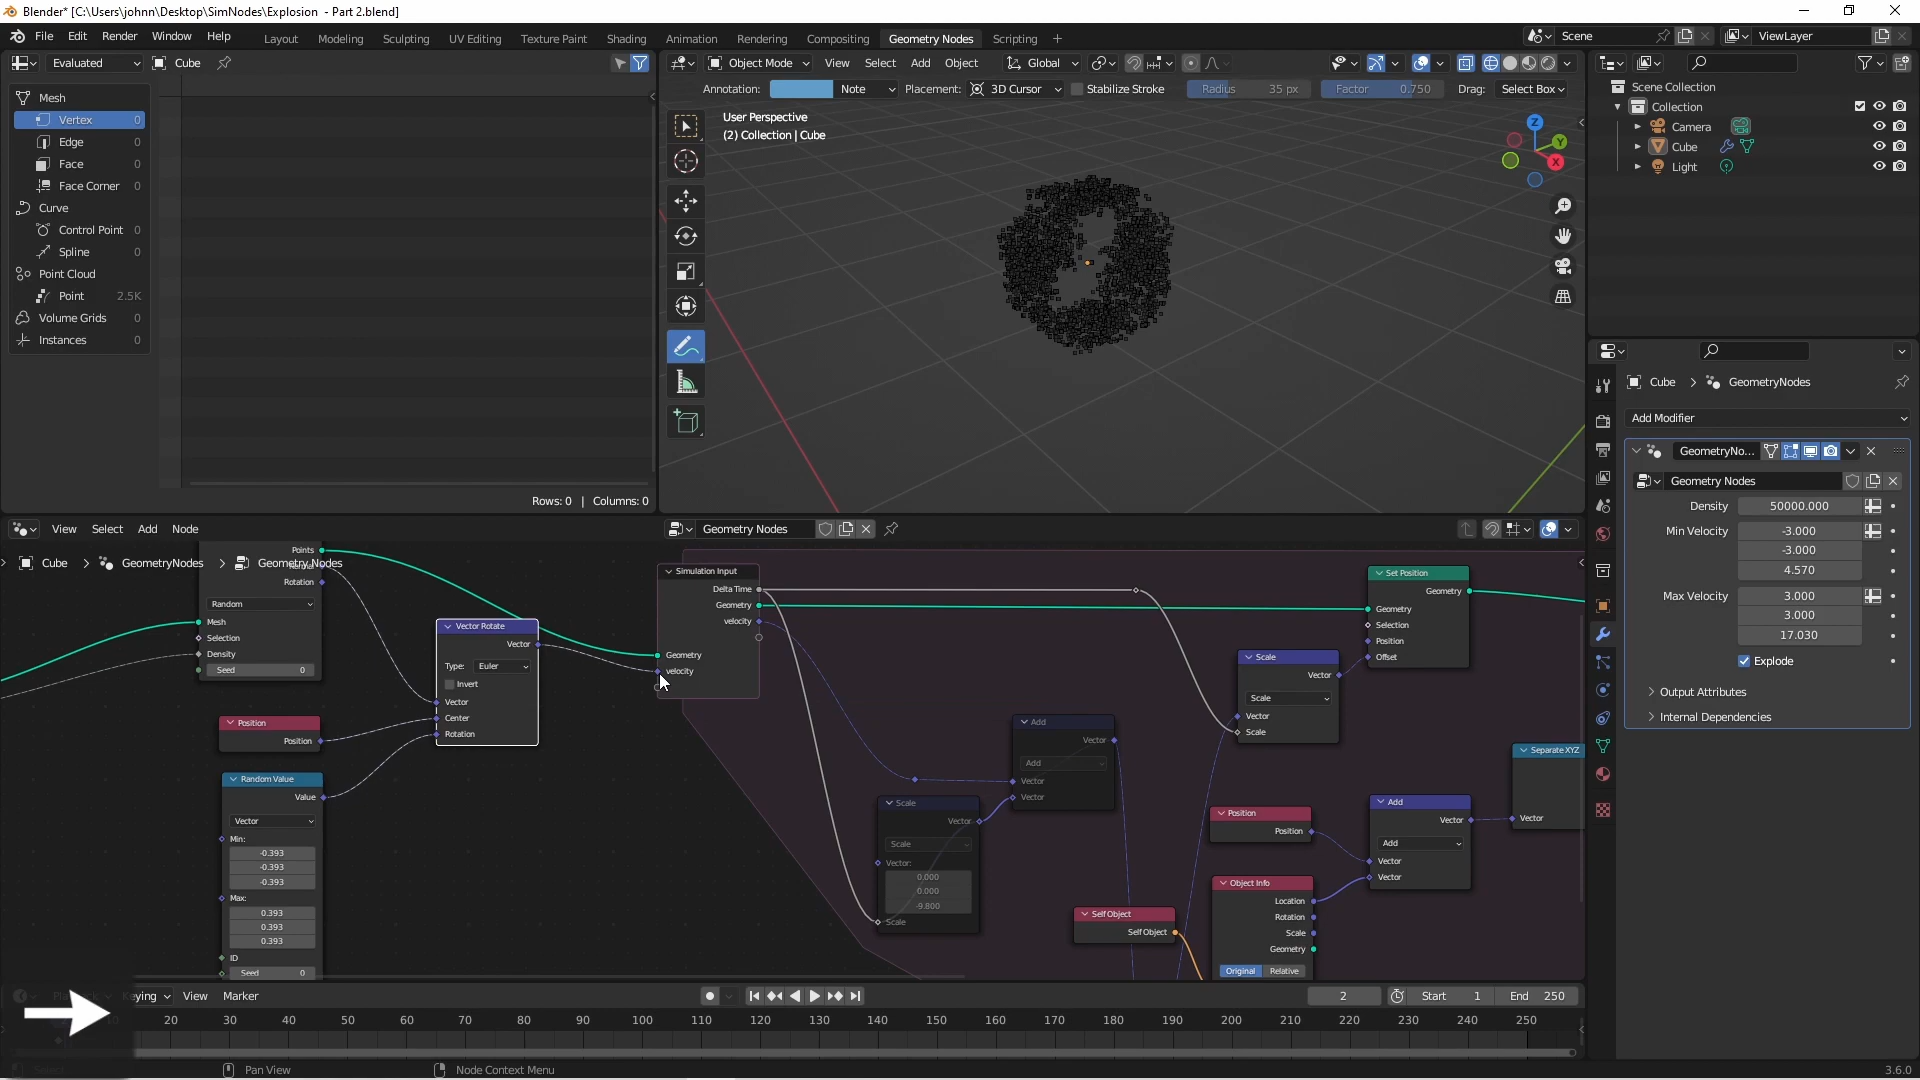 Blender* [C:\Users\johnn\Desktop\SimNodes\Explosion - Part 2.blend]
File Edit Render Window Help Layout Modeling Sculpting UV Editing Texture Paint Shading Animation Rendering Compositing Geometry Nodes Scripting + Scene ViewLayer
Evaluated Cube
Mesh
Vertex 0
Edge 0
Face 0
Face Corner 0
Curve
Control Point 0
Spline 0
Point Cloud
Point 2.5K
Volume Grids 0
Instances 0
Rows: 0 | Columns: 0
Object Mode View Select Add Object Global
Annotation: Note Placement: 3D Cursor Stabilize Stroke Radius 35 px Factor 0.750 Drag: Select Box
User Perspective
(2) Collection | Cube
Z
Y
X
Scene Collection
Collection
Camera
Cube
Light
Cube > GeometryNodes
Add Modifier
GeometryNo...
Geometry Nodes
Density 50000.000
Min Velocity -3.000
-3.000
4.570
Max Velocity 3.000
3.000
17.030
Explode
Output Attributes
Internal Dependencies
View Select Add Node Geometry Nodes
Cube > GeometryNodes > Geometry Nodes
Points
Rotation
Random
Mesh
Selection
Density
Seed 0
Position
Position
Random Value
Value
Vector
Min:
-0.393
-0.393
-0.393
Max:
0.393
0.393
0.393
ID
Seed 0
Vector Rotate
Vector
Type: Euler
Invert
Vector
Center
Rotation
Simulation Input
Delta Time
Geometry
velocity
Geometry
velocity
Scale
Vector
Scale
Vector:
0.000
0.000
-9.800
Scale
Add
Vector
Add
Vector
Vector
Self Object
Self Object
Scale
Vector
Scale
Vector
Scale
Position
Position
Object Info
Location
Rotation
Scale
Geometry
Original Relative
Set Position
Geometry
Geometry
Selection
Position
Offset
Add
Vector
Add
Vector
Vector
Separate XYZ
Vector
Keying View Marker 2 Start 1 End 250
20 30 40 50 60 70 80 90 100 110 120 130 140 150 160 170 180 190 200 210 220 230 240 250
Select Pan View Node Context Menu 3.6.0